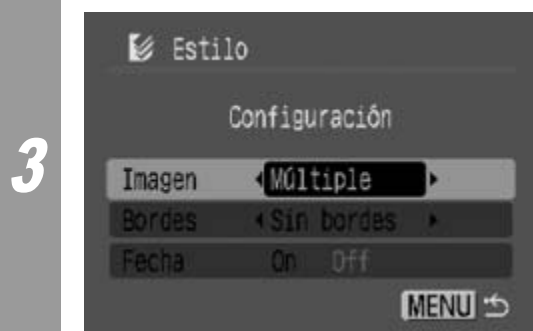 3
Estilo
Configuración
Imagen Múltiple
Bordes Sin bordes
Fecha On Off
MENU